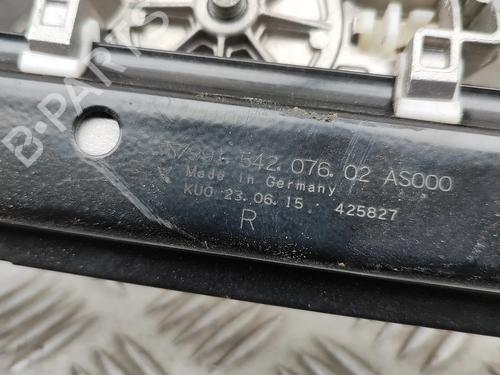 542.076.02 AS000
Made in Germany
KUO 23.06.15 425827
R
B-PARTS